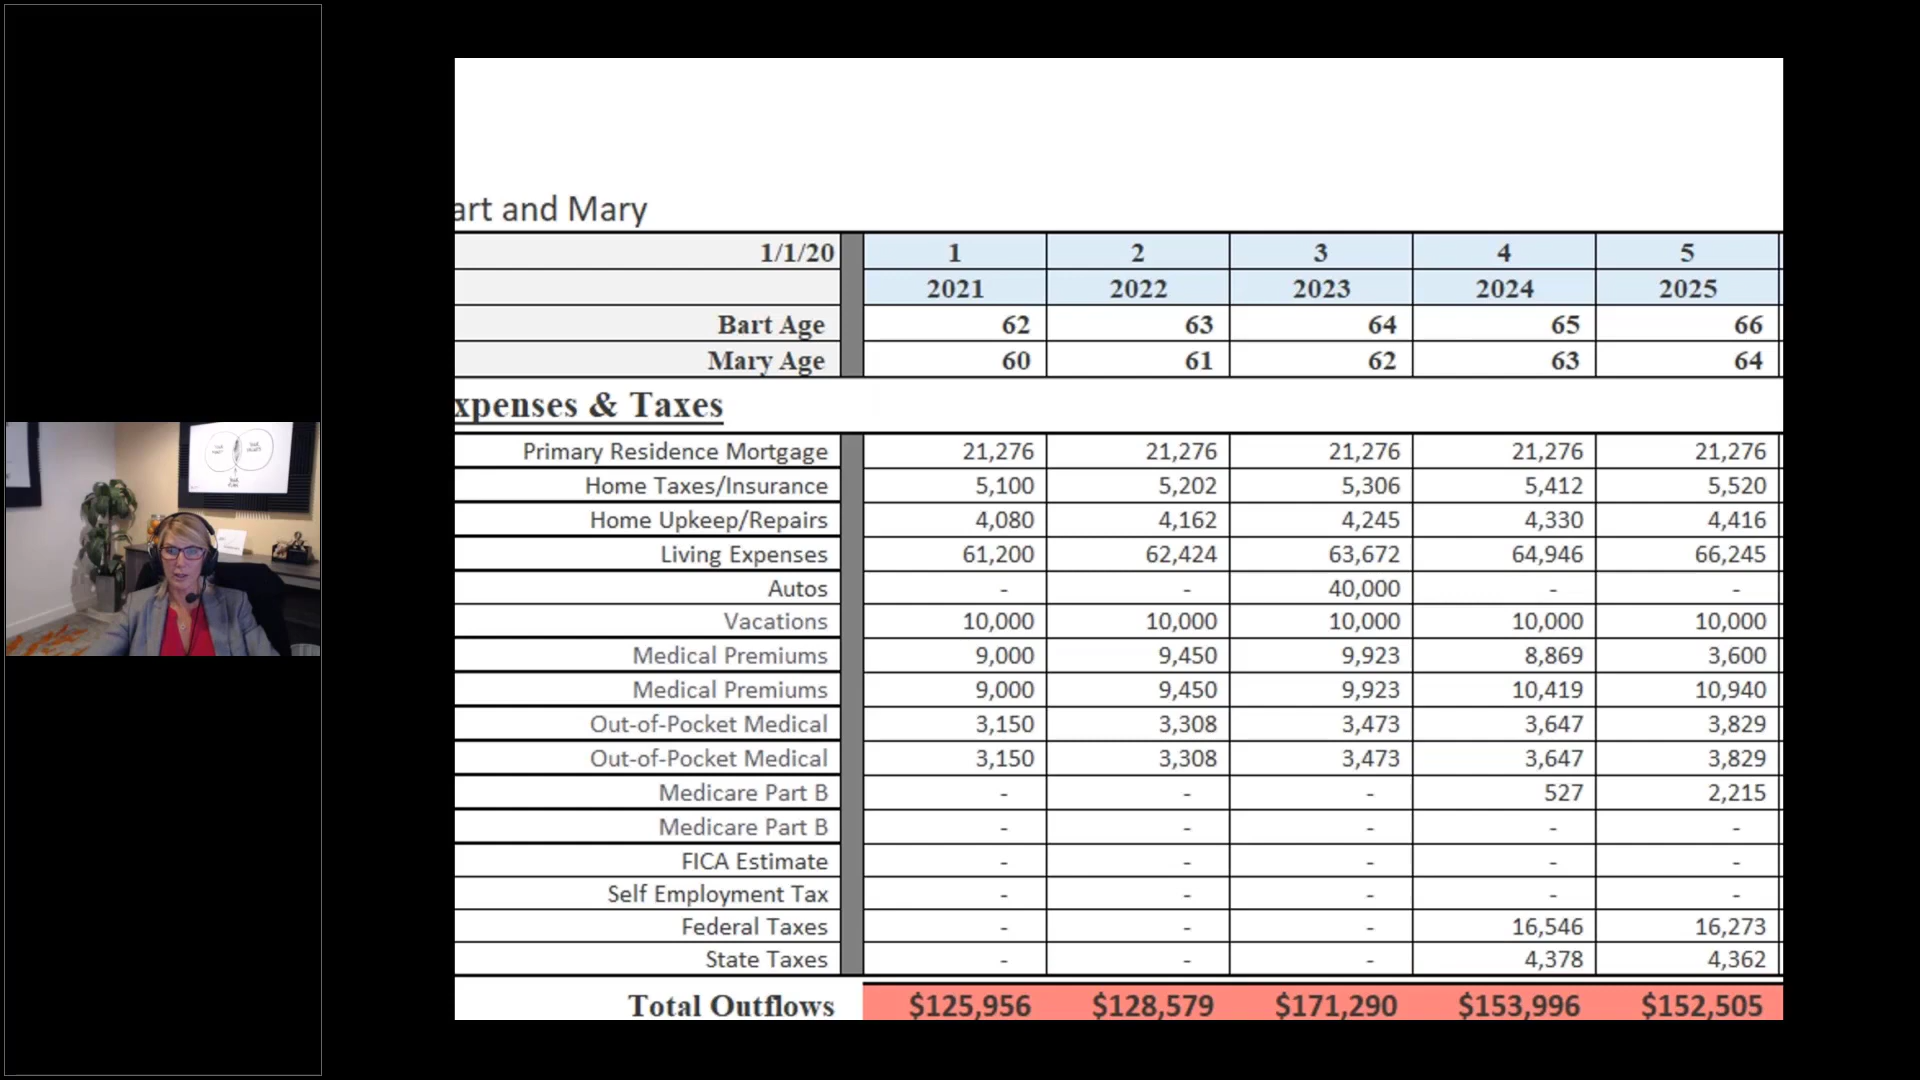 art and Mary
1/1/20 1 2 3 4 5
2021 2022 2023 2024 2025
Bart Age 62 63 64 65 66
Mary Age 60 61 62 63 64
xpenses & Taxes
Primary Residence Mortgage 21,276 21,276 21,276 21,276 21,276
Home Taxes/Insurance 5,100 5,202 5,306 5,412 5,520
Home Upkeep/Repairs 4,080 4,162 4,245 4,330 4,416
Living Expenses 61,200 62,424 63,672 64,946 66,245
Autos - - 40,000 - -
Vacations 10,000 10,000 10,000 10,000 10,000
Medical Premiums 9,000 9,450 9,923 8,869 3,600
Medical Premiums 9,000 9,450 9,923 10,419 10,940
Out-of-Pocket Medical 3,150 3,308 3,473 3,647 3,829
Out-of-Pocket Medical 3,150 3,308 3,473 3,647 3,829
Medicare Part B - - - 527 2,215
Medicare Part B - - - - -
FICA Estimate - - - - -
Self Employment Tax - - - - -
Federal Taxes - - - 16,546 16,273
State Taxes - - - 4,378 4,362
Total Outflows $125,956 $128,579 $171,290 $153,996 $152,505